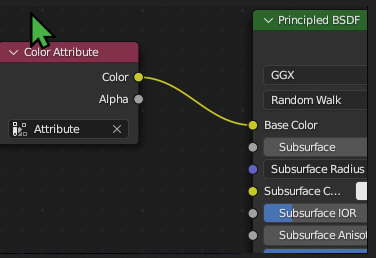 Principled BSDF
Color Attribute
GGX
Color
Random Walk
Alpha
Base Color
Attribute
Subsurface
Subsurface Radius
Subsurface C...
Subsurface IOR
Subsurface Anisot